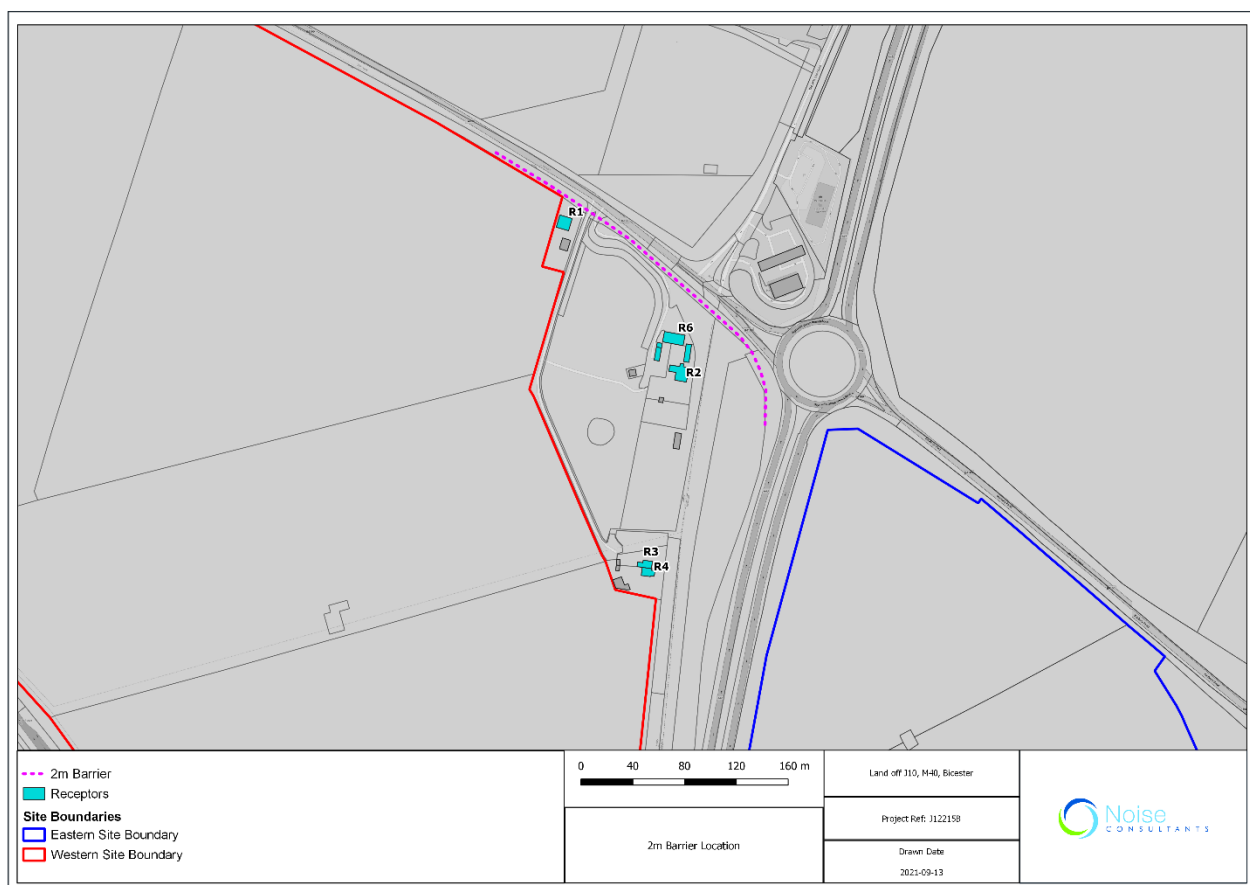 R1
R6
R2
R3
R4
2m Barrier
Receptors
Site Boundaries
Eastern Site Boundary
Western Site Boundary
0 40 80 120 160 m
2m Barrier Location
Land off J10, M40, Bicester
Project Ref: J12215B
Drawn Date
2021-09-13
Noise
CONSULTANTS